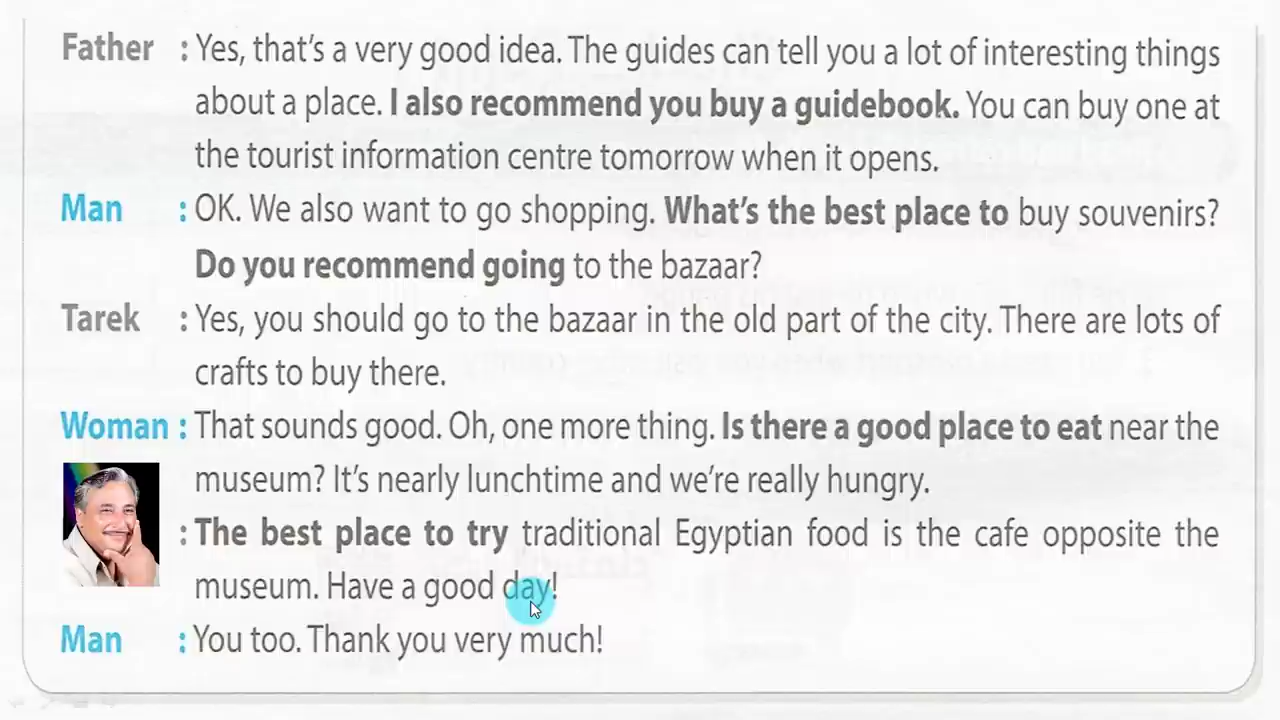 Father : Yes, that's a very good idea. The guides can tell you a lot of interesting things
about a place. I also recommend you buy a guidebook. You can buy one at
the tourist information centre tomorrow when it opens.
Man : OK. We also want to go shopping. What's the best place to buy souvenirs?
Do you recommend going to the bazaar?
Tarek : Yes, you should go to the bazaar in the old part of the city. There are lots of
crafts to buy there.
Woman : That sounds good. Oh, one more thing. Is there a good place to eat near the
museum? It's nearly lunchtime and we're really hungry.
: The best place to try traditional Egyptian food is the cafe opposite the
museum. Have a good day!
Man : You too. Thank you very much!